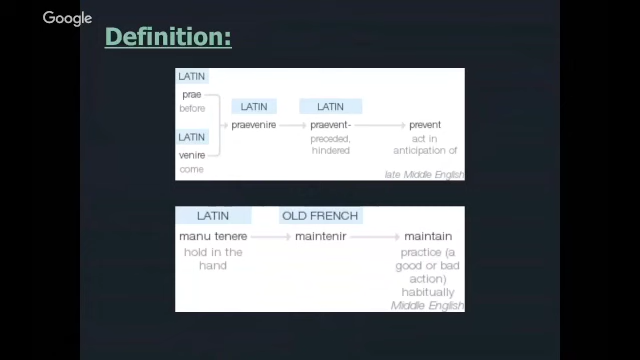 Google
Definition:
LATIN
prae
before
LATIN
venire
come
LATIN
praevenire
LATIN
praevent-
preceded,
hindered
prevent
act in
anticipation of
late Middle English
LATIN
manu tenere
hold in the
hand
OLD FRENCH
maintenir
maintain
practice (a
good or bad
action)
habitually
Middle English